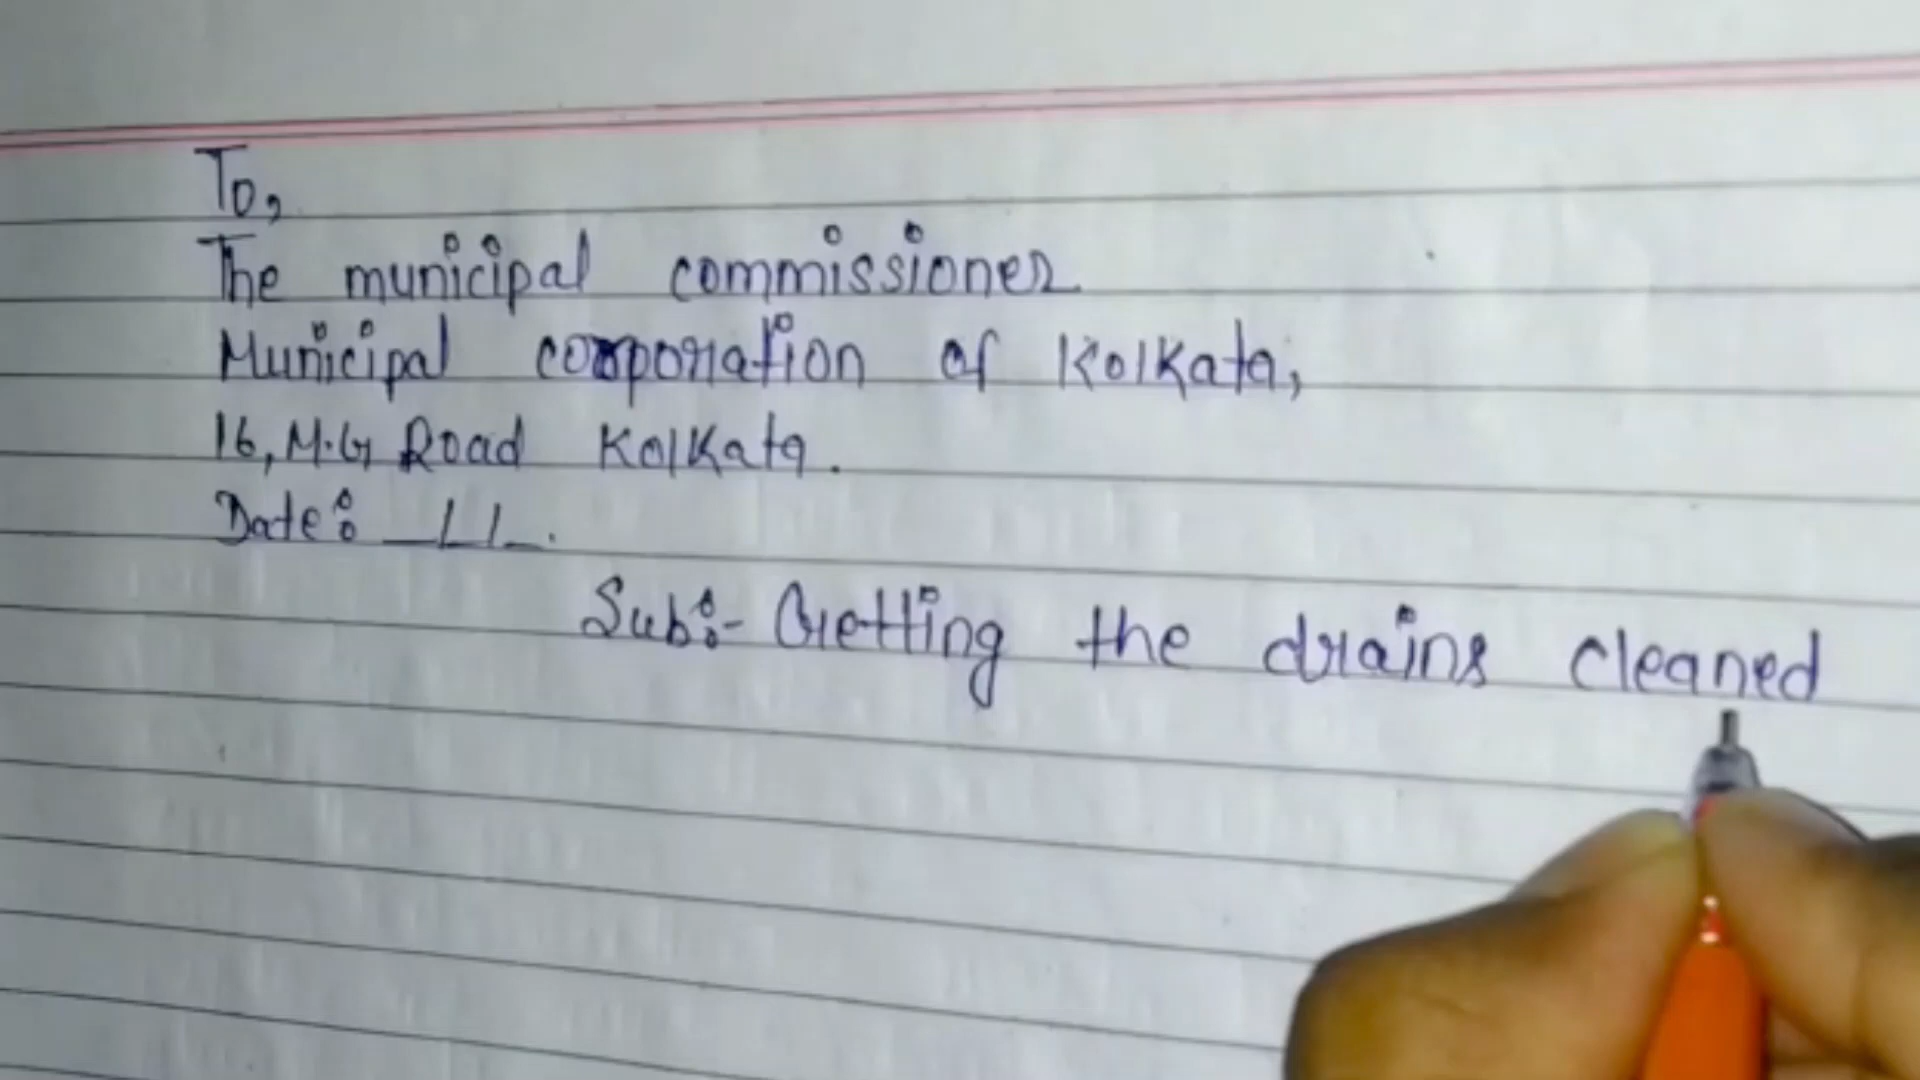 To,
The municipal commissioner
Municipal corporation of Kolkata,
16, M.G Road Kolkata.
Date: _/ / _.
Sub:- Getting the drains cleaned